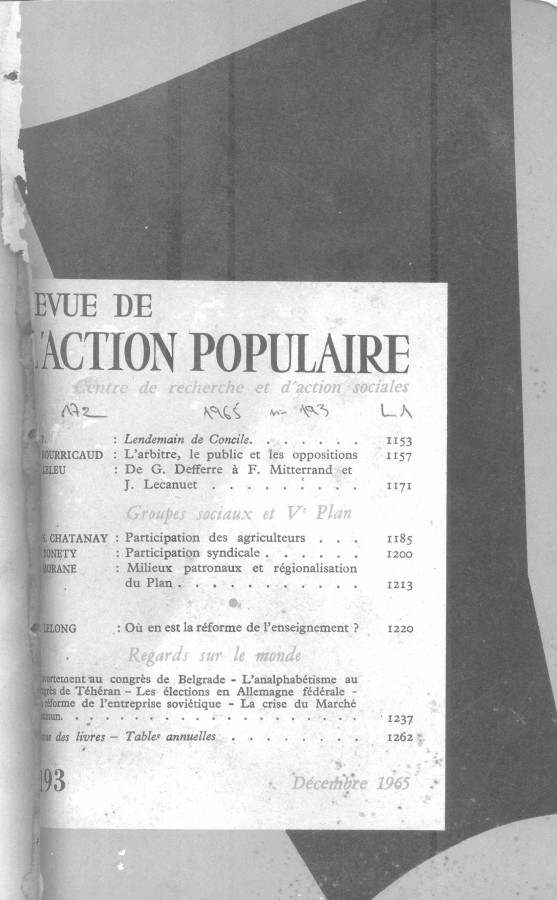 EVUE DE
L'ACTION POPULAIRE
Centre de recherche et d'action sociales
172 1965 n° 193 L1
: Lendemain de Concile. . . . . . . 1153
BOURRICAUD : L'arbitre, le public et les oppositions 1157
LELEU : De G. Defferre à F. Mitterrand et
J. Lecanuet . . . . . . . . . 1171
Groupes sociaux et Ve Plan
CHATANAY : Participation des agriculteurs . . . 1185
BONETY : Participation syndicale . . . . . . 1200
MORANE : Milieux patronaux et régionalisation
du Plan . . . . . . . . . . . 1213
LELONG : Où en est la réforme de l'enseignement ? 1220
Regards sur le monde
avortement au congrès de Belgrade - L'analphabétisme au
grès de Téhéran - Les élections en Allemagne fédérale -
réforme de l'entreprise soviétique - La crise du Marché
mun. . . . . . . . . . . . . . . . . . 1237
des livres – Tables annuelles . . . . . . . 1262
193 Décembre 1965